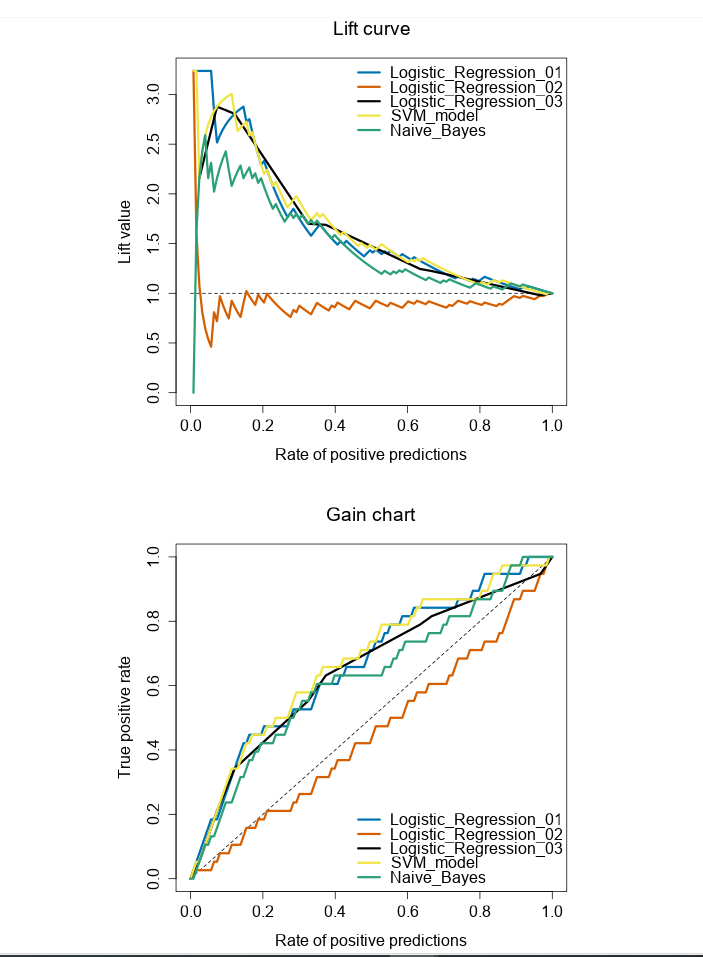 Lift curve
Logistic_Regression_01
Logistic_Regression_02
Logistic_Regression_03
SVM_model
Naive_Bayes
Lift value
3.0
2.5
2.0
1.5
1.0
0.5
0.0
0.0 0.2 0.4 0.6 0.8 1.0
Rate of positive predictions
Gain chart
True positive rate
1.0
0.8
0.6
0.4
0.2
0.0
Logistic_Regression_01
Logistic_Regression_02
Logistic_Regression_03
SVM_model
Naive_Bayes
0.0 0.2 0.4 0.6 0.8 1.0
Rate of positive predictions